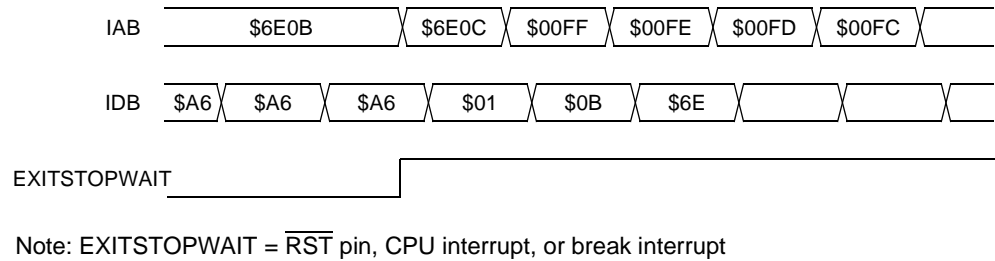 IAB $6E0B $6E0C $00FF $00FE $00FD $00FC
IDB $A6 $A6 $A6 $01 $0B $6E
EXITSTOPWAIT
Note: EXITSTOPWAIT = R̅S̅T̅ pin, CPU interrupt, or break interrupt